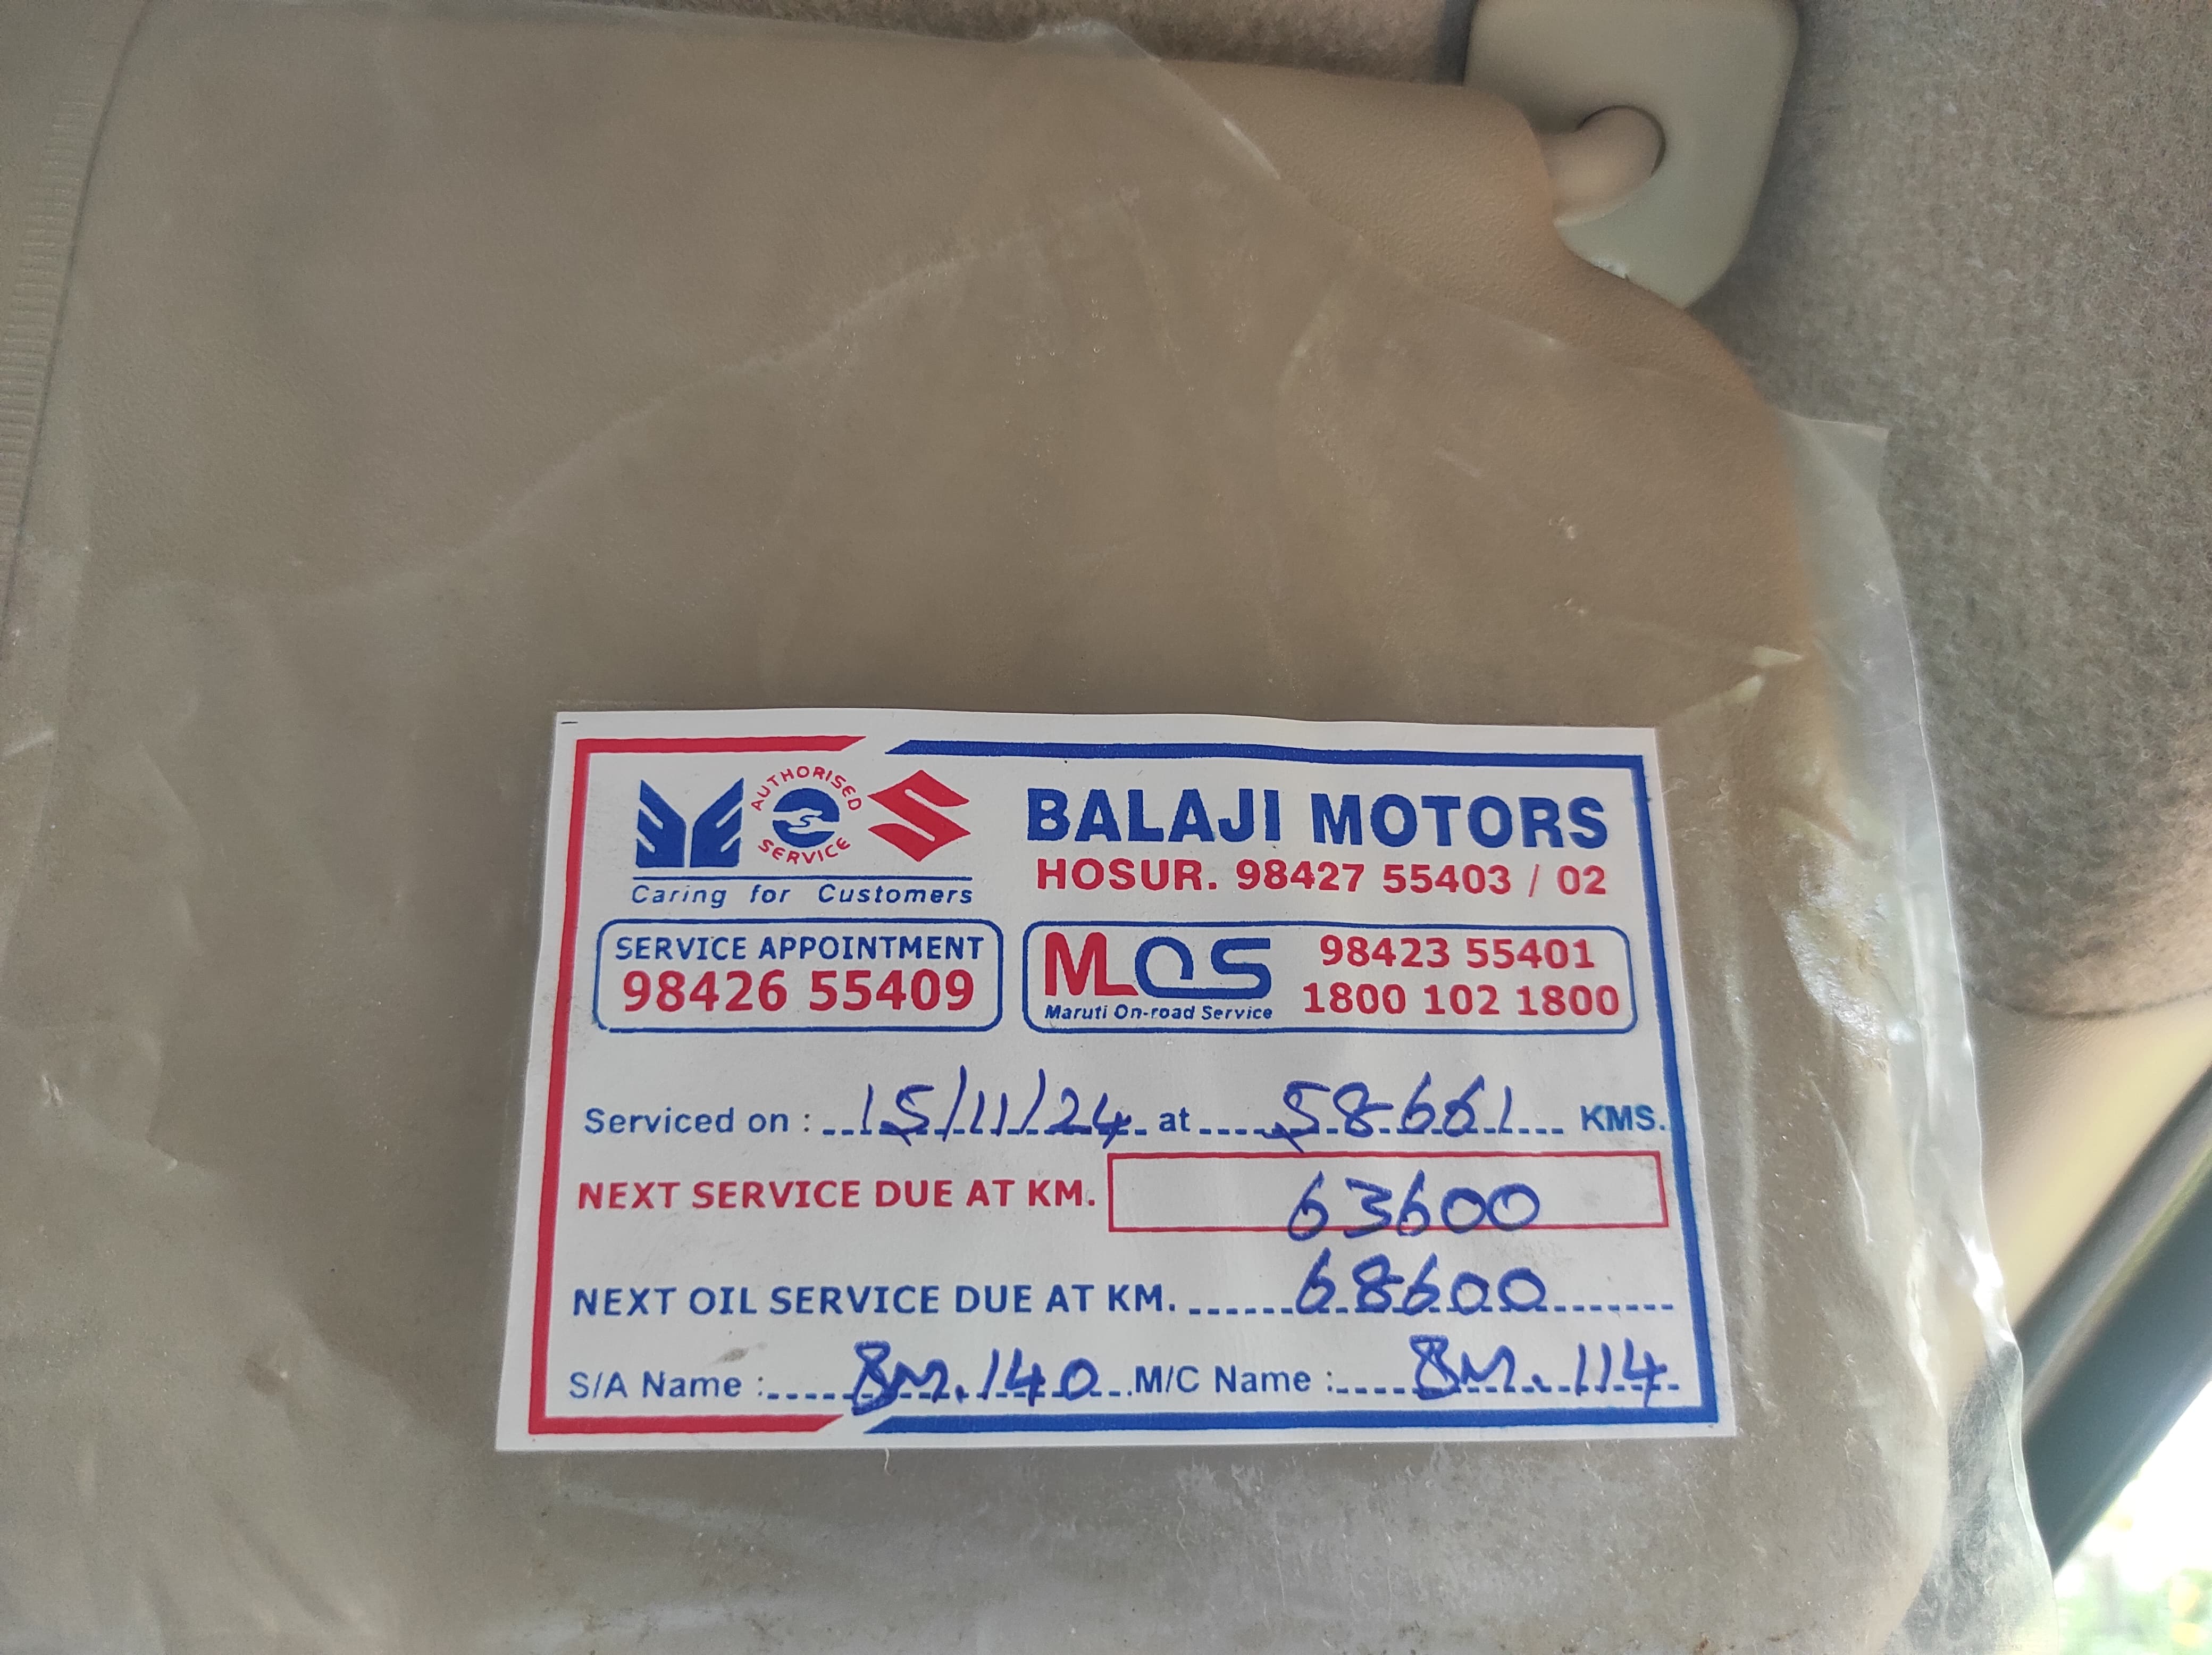 AUTHORISED SERVICE
Caring for Customers
BALAJI MOTORS
HOSUR. 98427 55403 / 02
SERVICE APPOINTMENT
98426 55409
MOS
Maruti On-road Service
98423 55401
1800 102 1800
Serviced on : 15/11/24 at 58661 KMS.
NEXT SERVICE DUE AT KM. 63600
NEXT OIL SERVICE DUE AT KM. 68600
S/A Name : BM.140 M/C Name : BM.114